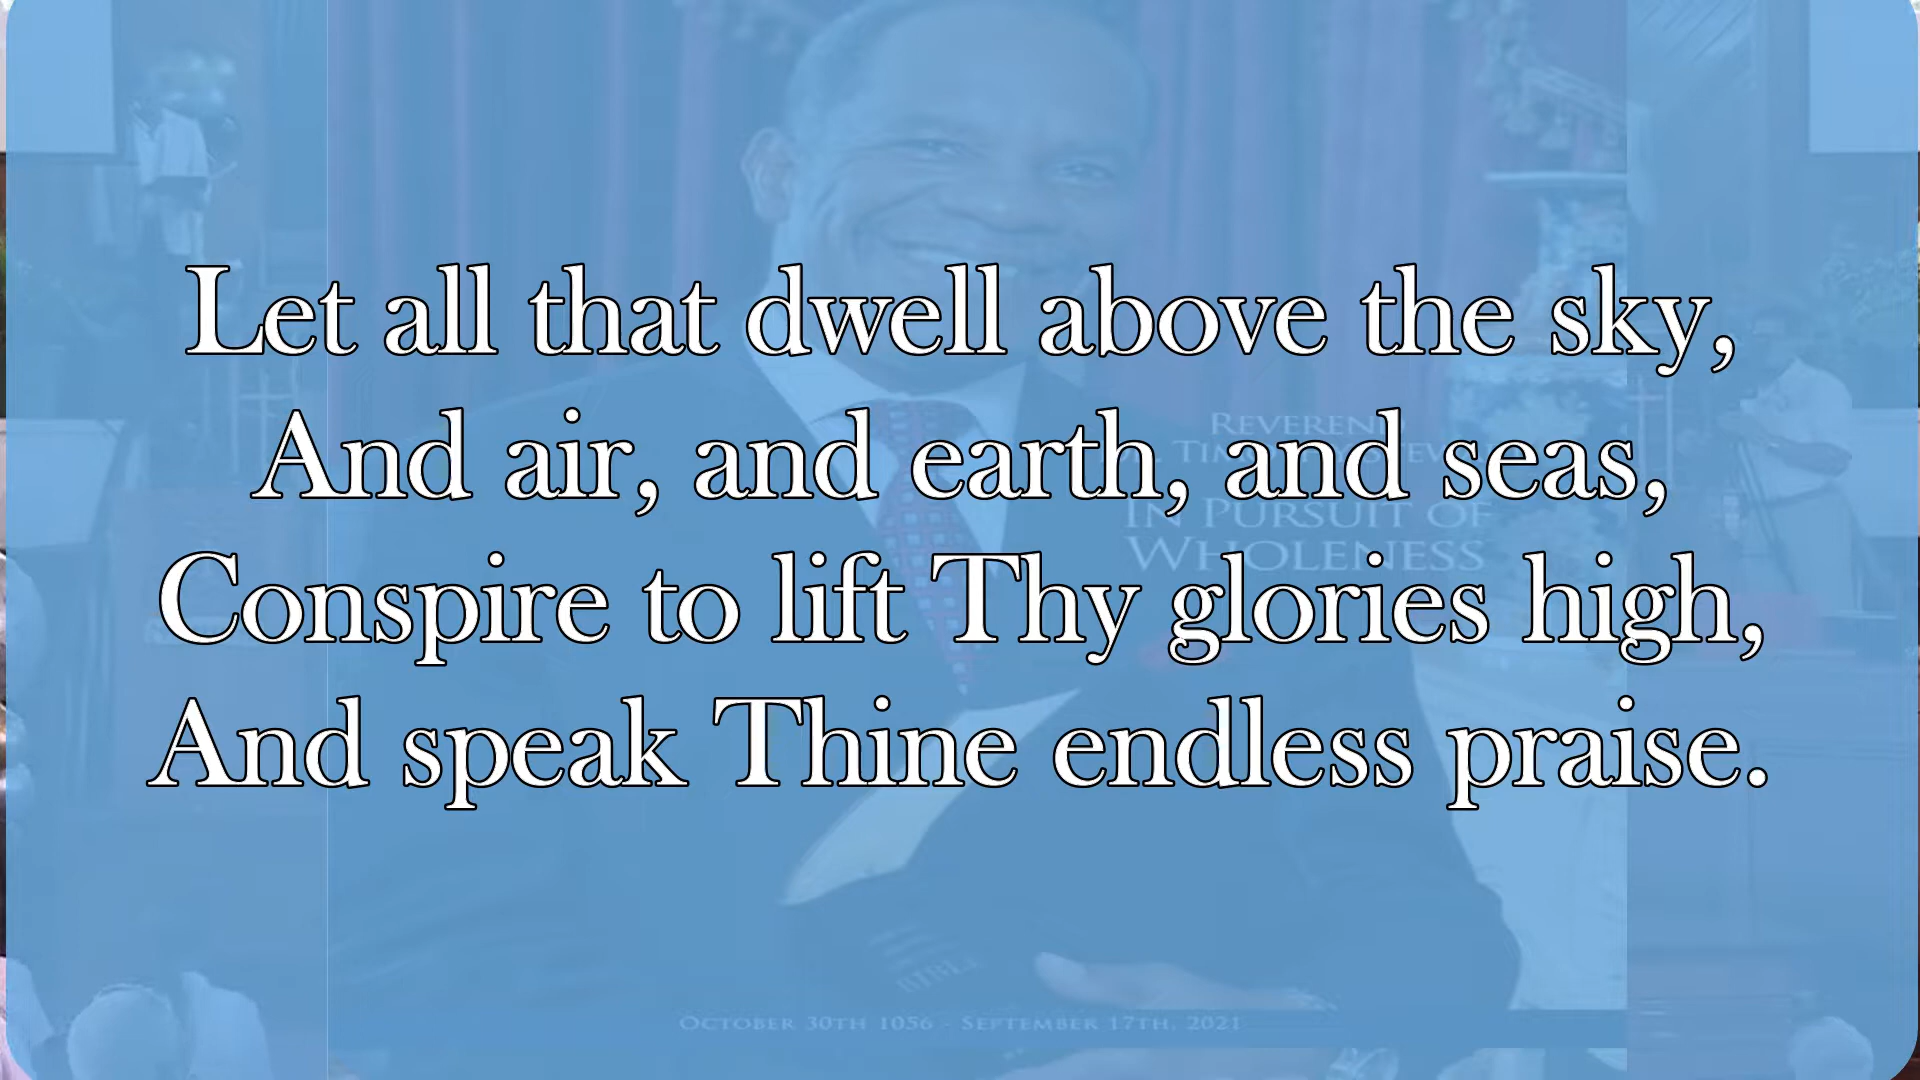 Let all that dwell above the sky,
And air, and earth, and seas,
Conspire to lift Thy glories high,
And speak Thine endless praise.
Reverend
In Pursuit of
Wholeness
October 30th 1056 - September 17th, 2021